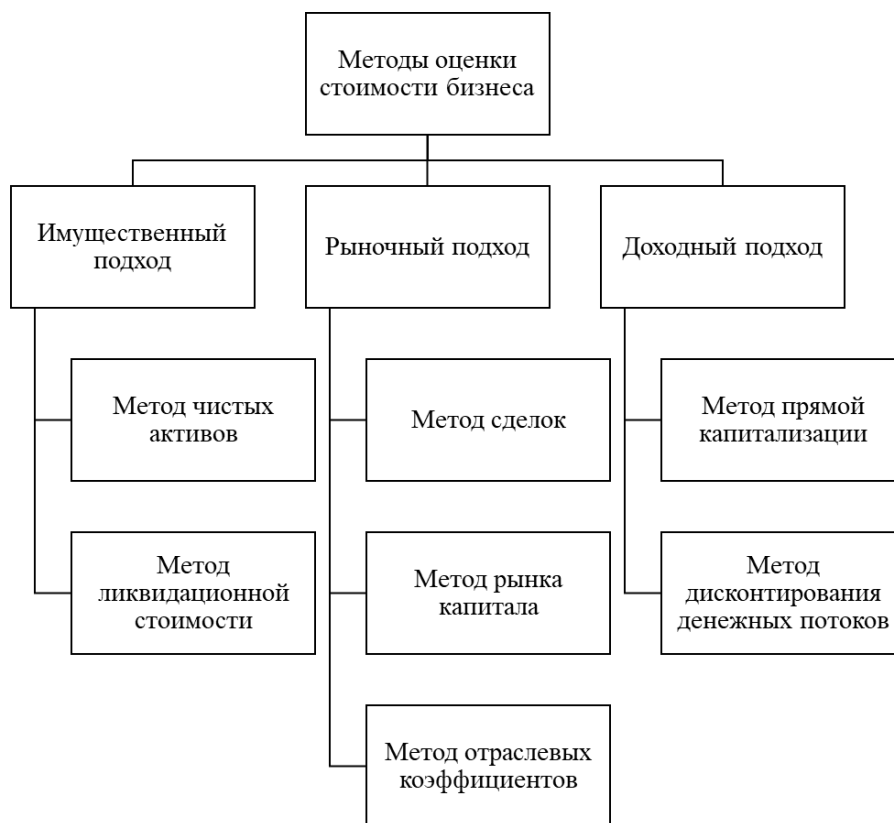 Методы оценки
стоимости бизнеса
Имущественный
подход
Рыночный подход
Доходный подход
Метод чистых
активов
Метод сделок
Метод прямой
капитализации
Метод
ликвидационной
стоимости
Метод рынка
капитала
Метод
дисконтирования
денежных потоков
Метод отраслевых
коэффициентов